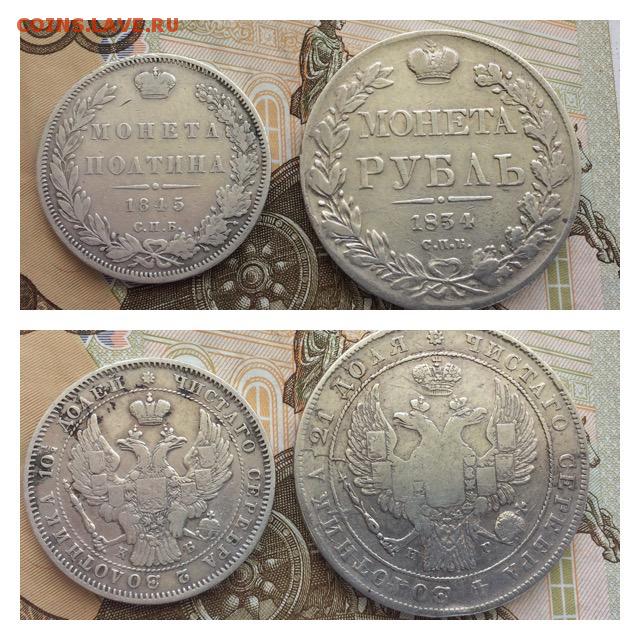 COINS.LAVE.RU
МОНЕТА
ПОЛТИНА
1845
С.П.Б.
МОНЕТА
РУБЛЬ
1834
С.П.Б.
2 ЗОЛОТНИКА 10½ ДОЛЕЙ * ЧИСТАГО СЕРЕБРА
К Б
4 ЗОЛОТНИКА 21 ДОЛЯ * ЧИСТАГО СЕРЕБРА
Н Г